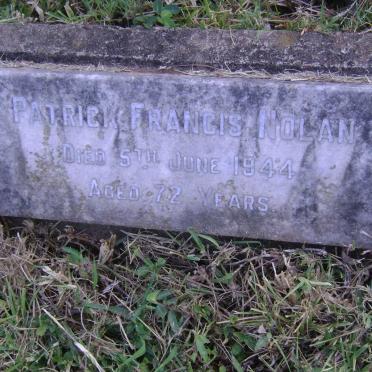 PATRICK FRANCIS NOLAN
DIED 5TH JUNE 1944
AGED 72 YEARS.